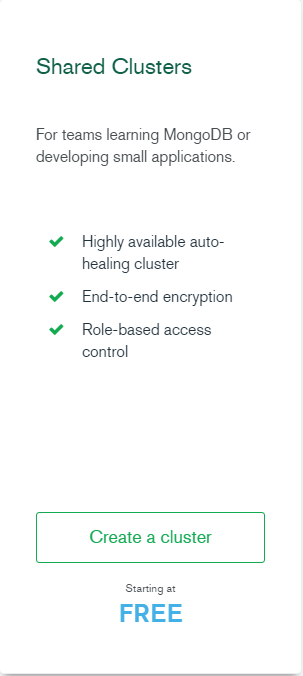 Shared Clusters
For teams learning MongoDB or
developing small applications.
Highly available auto-
healing cluster
End-to-end encryption
Role-based access
control
Create a cluster
Starting at
FREE